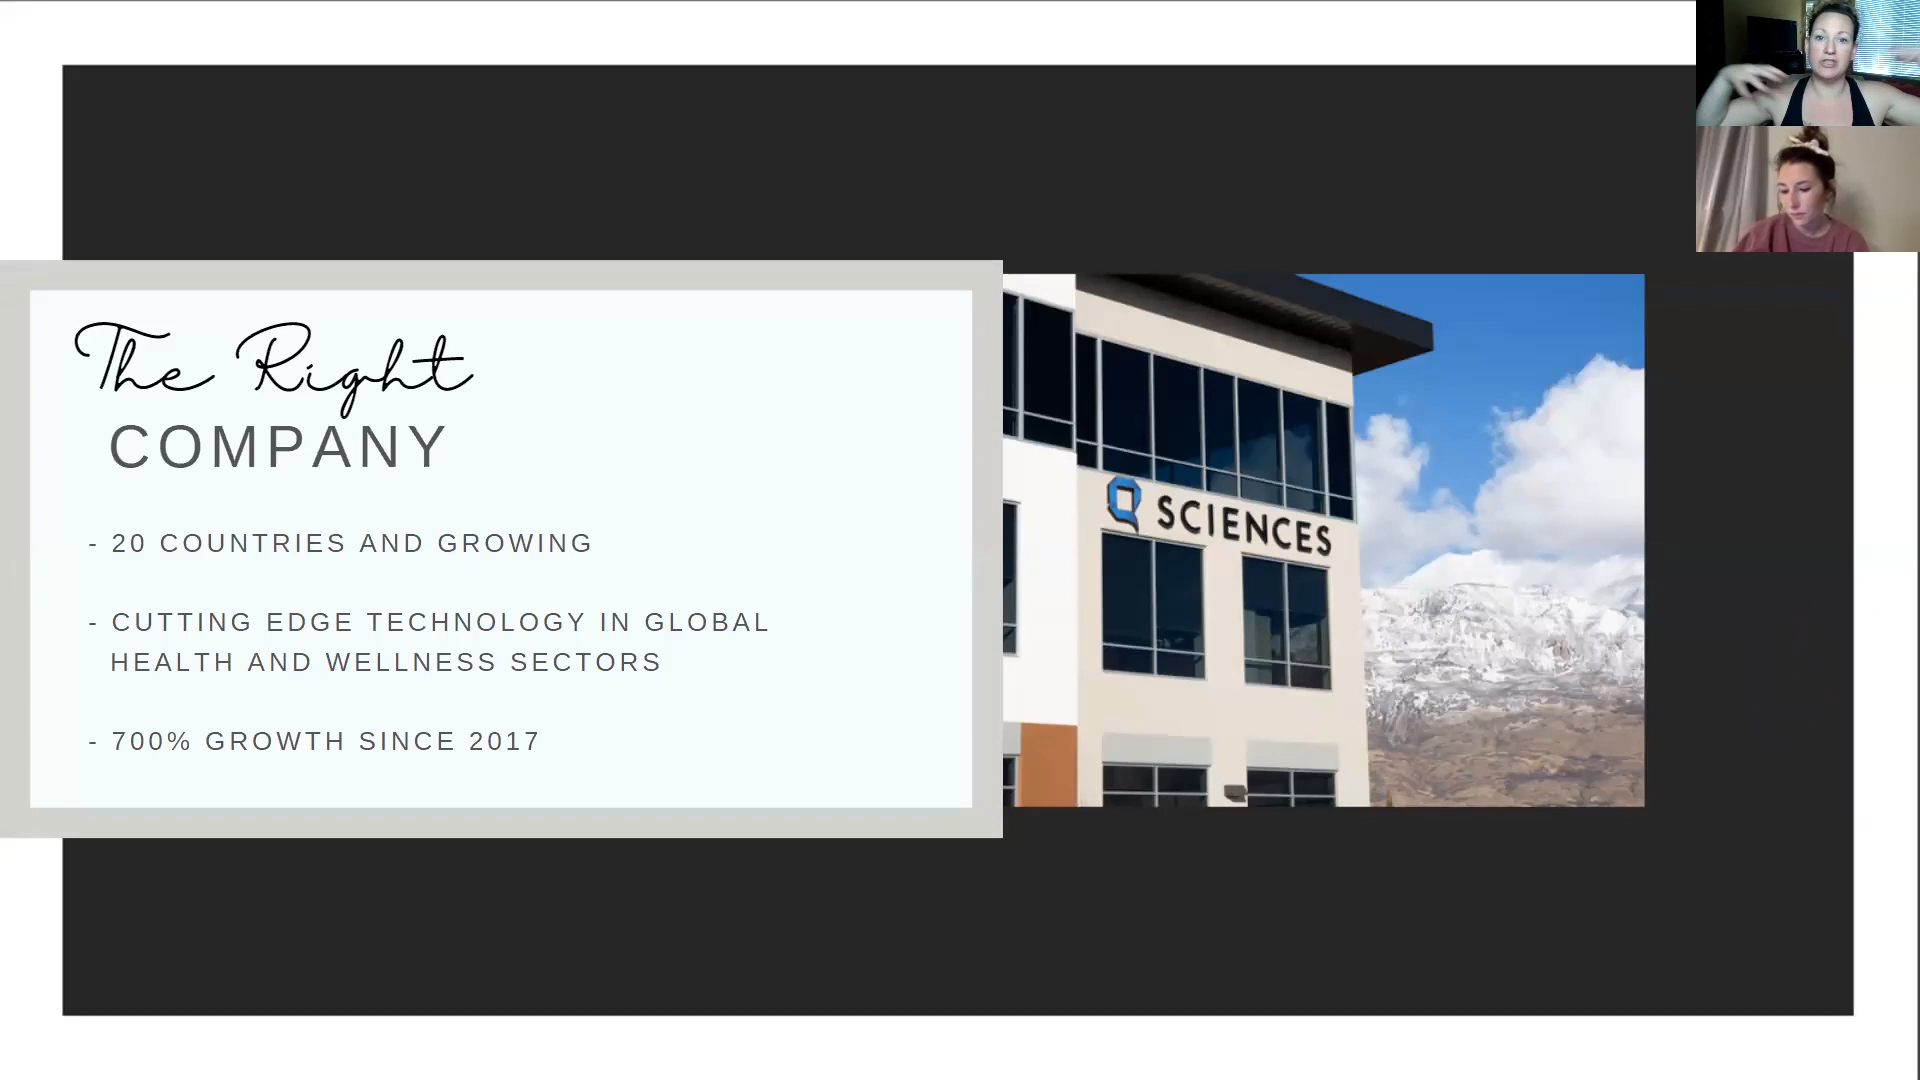 The Right
COMPANY
- 20 COUNTRIES AND GROWING
- CUTTING EDGE TECHNOLOGY IN GLOBAL
HEALTH AND WELLNESS SECTORS
- 700% GROWTH SINCE 2017
Q SCIENCES